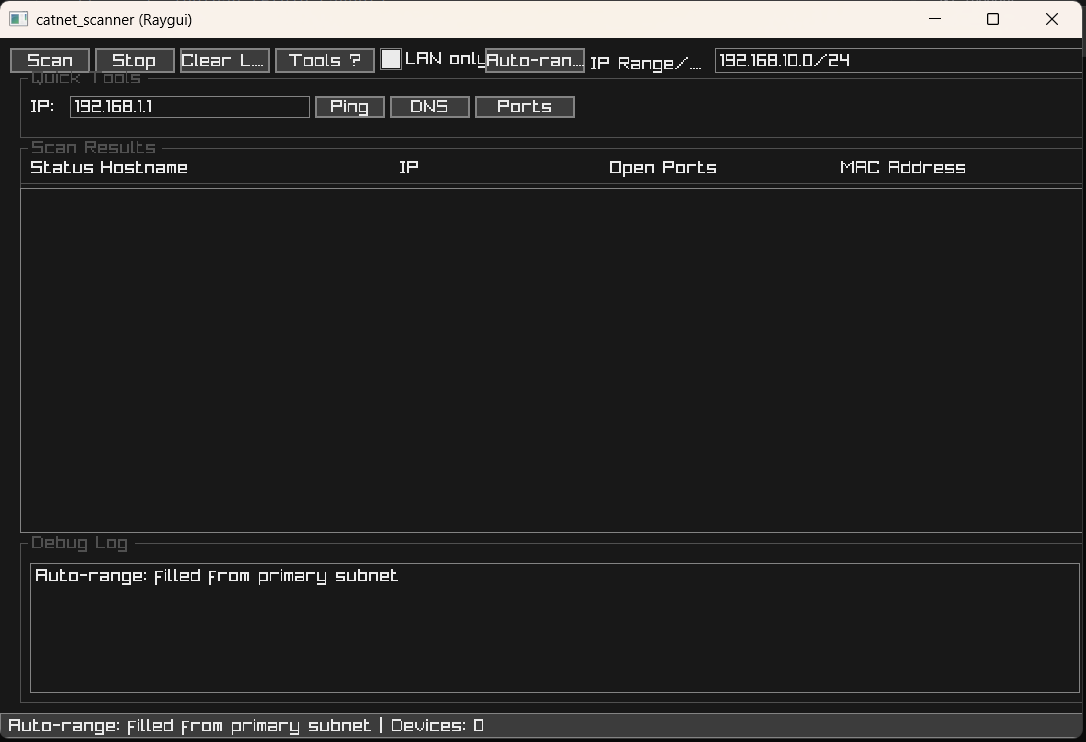 catnet_scanner (Raygui)
Scan Stop Clear L... Tools ? LAN only Auto-ran... IP Range/... 192.168.10.0/24
Quick Tools
IP: 192.168.1.1 Ping DNS Ports
Scan Results
Status Hostname IP Open Ports MAC Address
Debug Log
Auto-range: filled from primary subnet
Auto-range: filled from primary subnet | Devices: 0